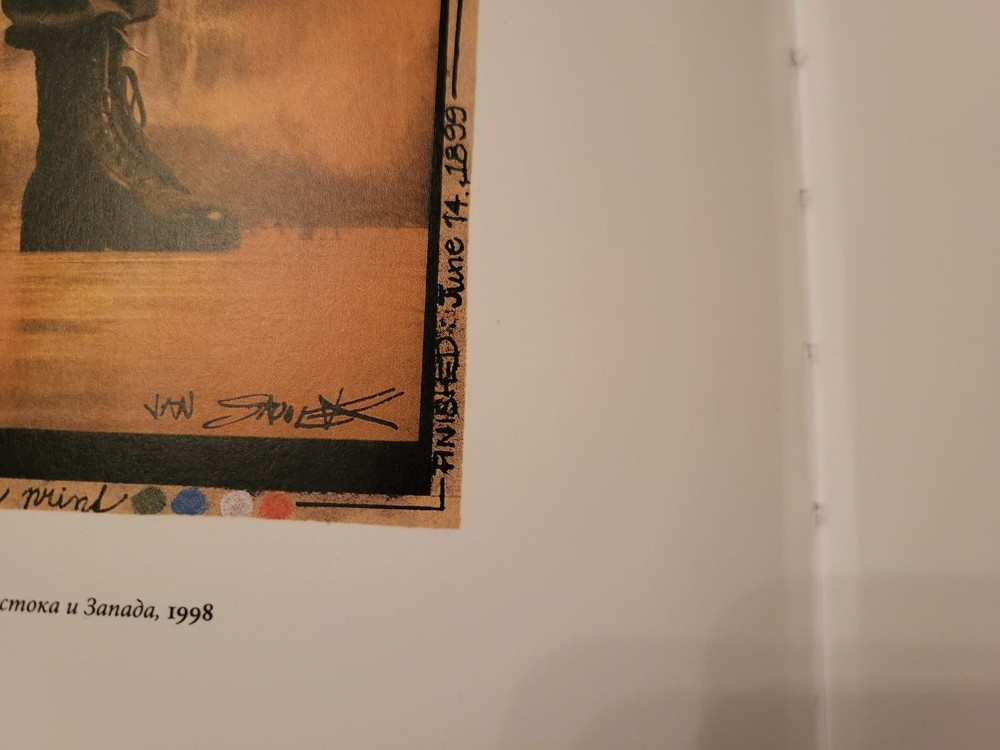 FINISHED: June 14., 1899
JAN SAUDEK
print
стока и Запада, 1998